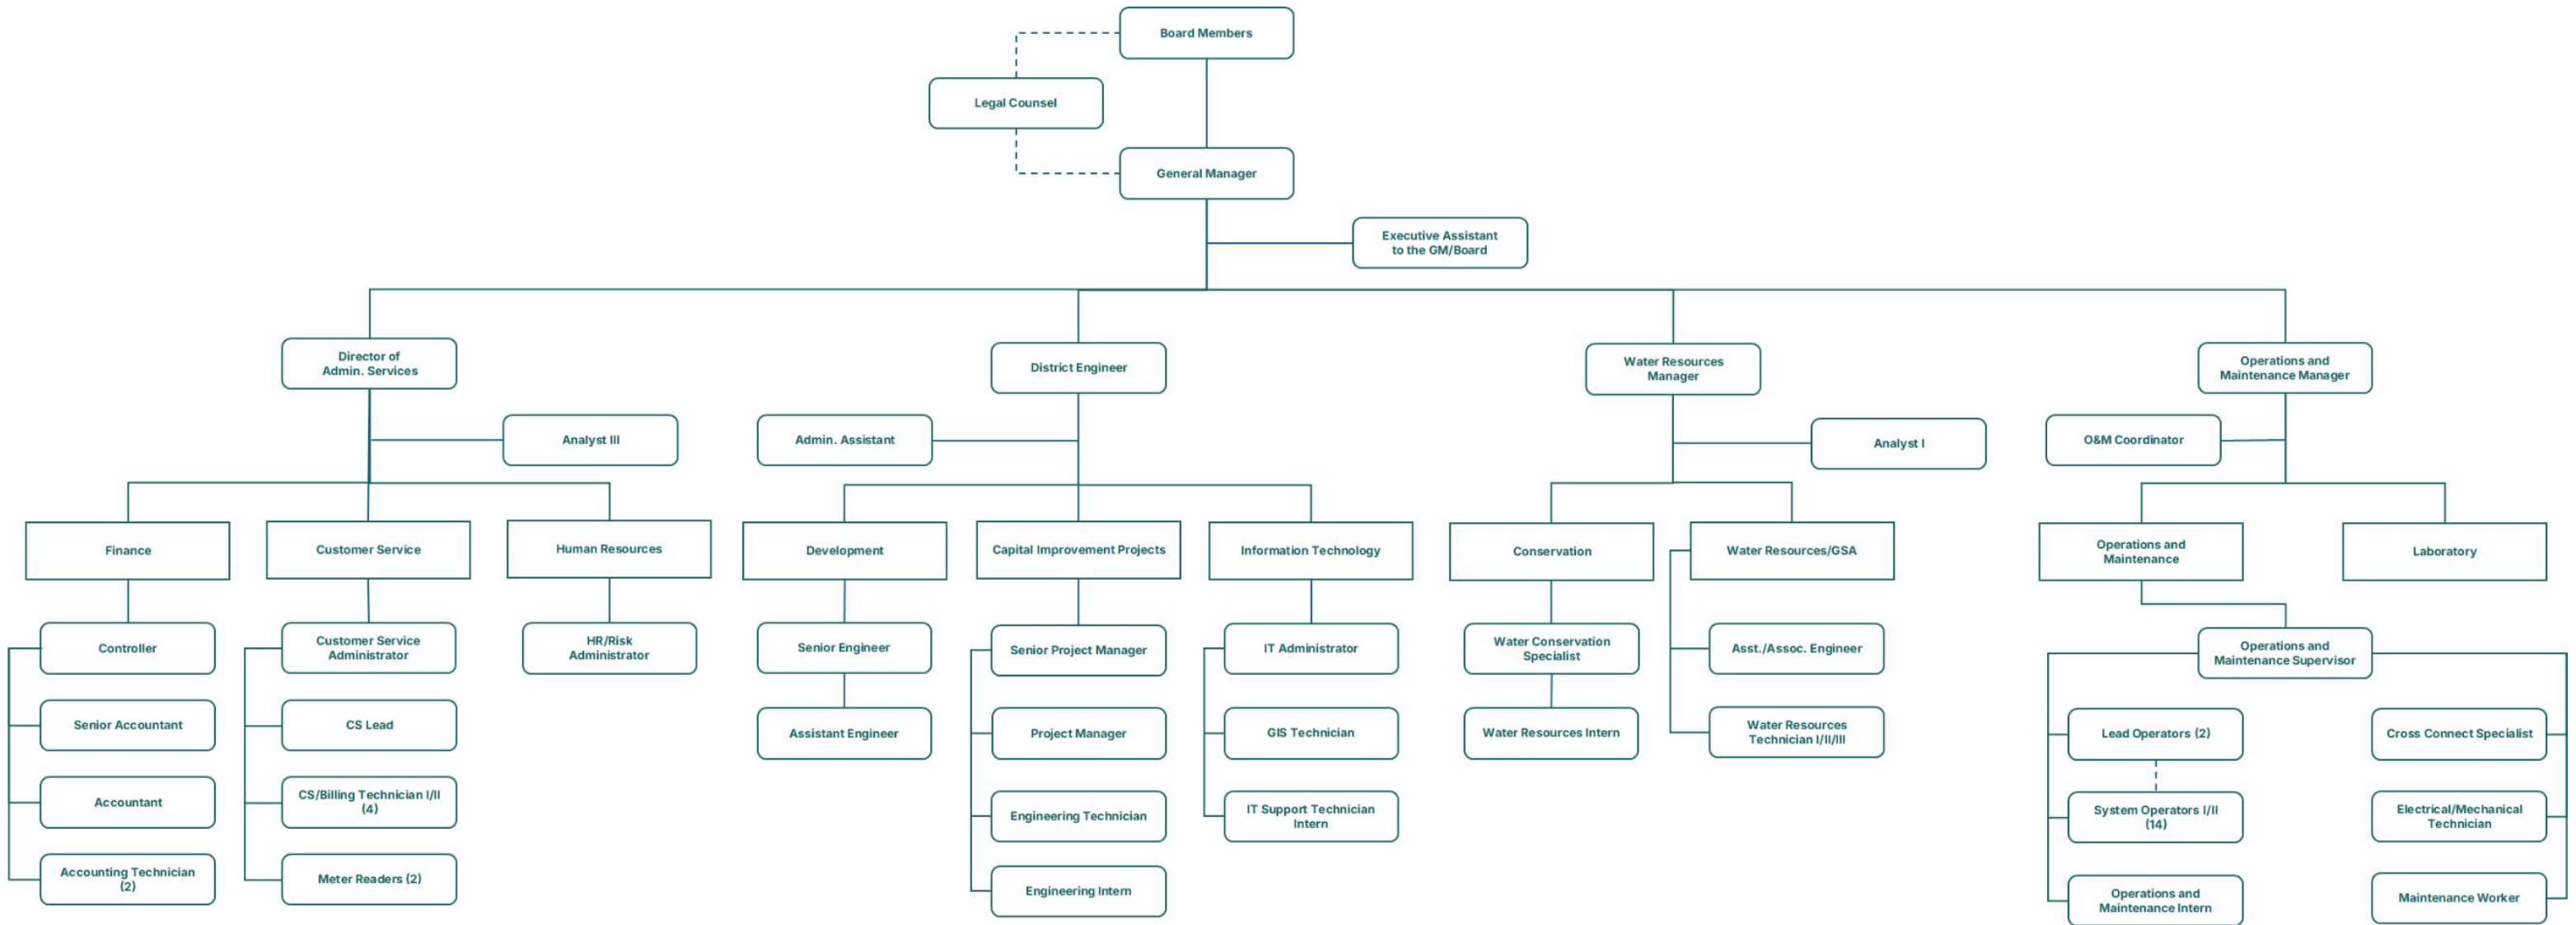 Board Members
Legal Counsel
General Manager
Executive Assistant
to the GM/Board
Director of
Admin. Services
District Engineer
Water Resources
Manager
Operations and
Maintenance Manager
Analyst III
Admin. Assistant
Analyst I
O&M Coordinator
Finance
Customer Service
Human Resources
Development
Capital Improvement Projects
Information Technology
Conservation
Water Resources/GSA
Operations and
Maintenance
Laboratory
Controller
Senior Accountant
Accountant
Accounting Technician
(2)
Customer Service
Administrator
CS Lead
CS/Billing Technician I/II
(4)
Meter Readers (2)
HR/Risk
Administrator
Senior Engineer
Assistant Engineer
Senior Project Manager
Project Manager
Engineering Technician
Engineering Intern
IT Administrator
GIS Technician
IT Support Technician
Intern
Water Conservation
Specialist
Water Resources Intern
Asst./Assoc. Engineer
Water Resources
Technician I/II/III
Operations and
Maintenance Supervisor
Lead Operators (2)
System Operators I/II
(14)
Operations and
Maintenance Intern
Cross Connect Specialist
Electrical/Mechanical
Technician
Maintenance Worker